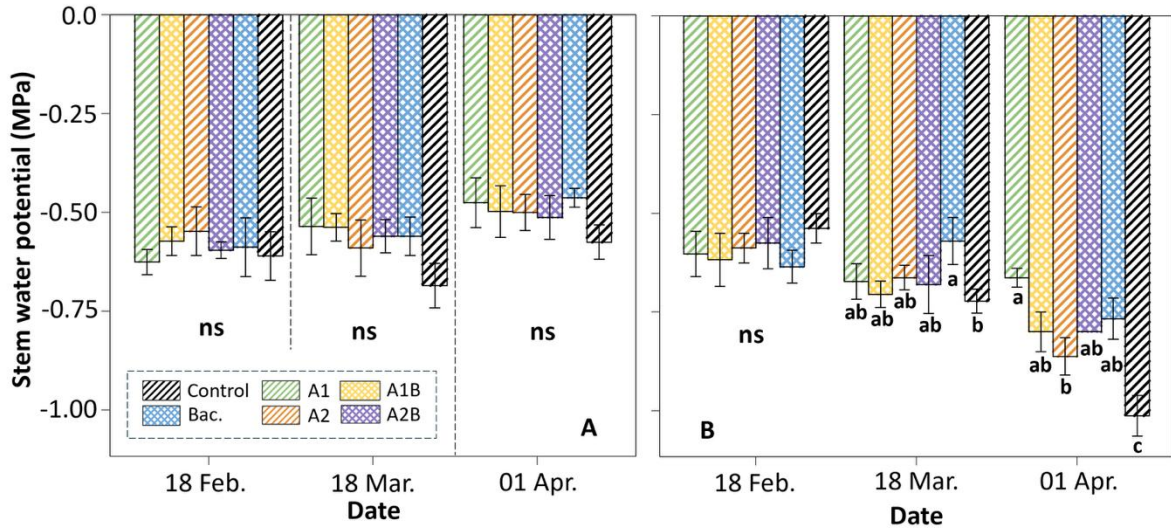 Stem water potential (MPa)
0.0
-0.25
-0.50
-0.75
-1.00
ns
ns
ns
Control
A1
A1B
Bac.
A2
A2B
A
18 Feb.
18 Mar.
01 Apr.
Date
ns
ab
ab
ab
ab
a
b
a
ab
b
ab
ab
c
B
18 Feb.
18 Mar.
01 Apr.
Date